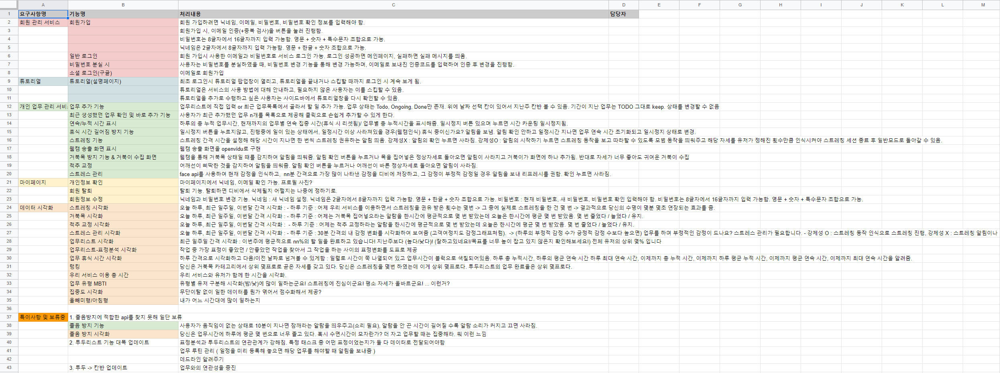 A B C D E F G H I J K L M
1 요구사항명 기능명 처리내용 담당자
2 회원 관리 서비스 회원가입 회원 가입하려면 닉네임, 이메일, 비밀번호, 비밀번호 확인 정보를 입력해야 함.
3 회원가입 시, 이메일 인증(+중복 검사)을 버튼을 눌러 진행함.
4 비밀번호는 8글자에서 16글자까지 입력 가능함. 영문 + 숫자 + 특수문자 조합으로 가능.
5 닉네임은 2글자에서 8글자까지 입력 가능함. 영문 + 한글 + 숫자 조합으로 가능.
6 일반 로그인 회원 가입시 사용한 이메일과 비밀번호로 서비스 로그인 가능. 로그인 성공하면 메인페이지, 실패하면 실패 메시지를 띄움.
7 비밀번호 분실 시 사용자는 비밀번호를 분실하였을 때, 비밀번호 변경 기능을 통해 변경 가능하며, 이메일로 보내진 인증코드를 입력하여 인증 후 변경을 진행함.
8 소셜 로그인(구글) 이메일로 회원가입
9 튜토리얼 튜토리얼(설명페이지) 최초 로그인시 튜토리얼 팝업창이 열리고, 튜토리얼을 끝내거나 스킵할 때까지 로그인 시 계속 보게 됨.
10 튜토리얼은 서비스의 사용 방법에 대해 안내하고, 필요하지 않은 사용자는 이를 스킵할 수 있음.
11 튜토리얼을 추가로 수행하고 싶은 사용자는 사이드바에서 튜토리얼창을 다시 확인할 수 있음.
12 개인 업무 관리 서비 업무 추가 기능 업무리스트에 직접 입력 or 최근 업무목록에서 골라서 할 일 추가 가능. 업무 상태는 Todo, Ongoing, Done만 존재. 위에 날짜 선택 칸이 있어서 지난주 칸반 볼 수 있음. 기간이 지난 업무는 TODO 그대로 keep. 상태를 변경할 수 없음
13 최근 생성했던 업무 확인 및 바로 추가 기능 사용자가 최근 추가했던 업무 n개를 목록으로 제공해 클릭으로 손쉽게 추가할 수 있게 한다.
14 연속/누적 시간 표시 하루의 총 누적 업무시간, 현재까지의 업무별 연속 집중 시간(휴식 시 리셋됨)/ 업무별 총 누적시간을 표시해줌. 일시정지 버튼 있으며 누르면 시간 카운팅 일시정지됨.
15 휴식 시간 길어짐 방지 기능 일시정지 버튼을 누르지않고, 진행중에 일이 있는 상태에서, 일정시간 이상 사라져있을 경우(웹캠인식) 휴식 중이신가요? 알림을 보냄. 알림 확인 안하고 일정시간 지나면 업무 연속 시간 초기화되고 일시정지 상태로 변경.
16 스트레칭 기능 스트레칭 간격 시간을 설정해 해당 시간이 지나면 한 번씩 스트레칭 권유하는 알림 띄움. 강제성X : 알림의 확인 누르면 사라짐. 강제성O : 알림의 시작하기 누르면 스트레칭 동작을 보고 따라할 수 있도록 모범 동작을 띄워주고 해당 자세를 유저가 정해진 횟수만큼 인식시켜야 스트레칭 세션 종료 후 일반모드로 돌아갈 수 있음.
17 웹캠 송출 화면 표시 웹캠 송출 화면을 openvidu로 구현
18 거북목 방지 기능 & 거북이 수집 화면 웹캠을 통해 거북목 상태일 때를 감지하여 알림을 띄워줌. 알림 확인 버튼을 누르거나 목을 집어넣은 정상자세로 돌아오면 알림이 사라지고 거북이가 화면에 하나 추가됨. 반대로 자세가 너무 좋아도 귀여운 거북이 수집
19 척추 교정 어깨선이 삐딱한 것을 감지하여 알림을 띄워줌. 알림 확인 버튼을 누르거나 어깨선이 바른 정상자세로 돌아오면 알림이 사라짐.
20 스트레스 관리 face api를 사용하여 현재 감정을 인식하고, nn분 간격으로 가장 많이 나타낸 감정을 디비에 저장하고, 그 감정이 부정적 감정일 경우 알림을 보내 리프레시를 권함. 확인 누르면 사라짐.
21 마이페이지 개인정보 확인 마이페이지에서 닉네임, 이메일 확인 가능. 프로필 사진?
22 회원 탈퇴 탈퇴 기능. 탈퇴하면 디비에서 삭제될지 어쩔지는 나중에 정하기로.
23 회원정보 수정 닉네임과 비밀번호 변경 기능. 닉네임 : 새 닉네임 설정. 닉네임은 2글자에서 8글자까지 입력 가능함. 영문 + 한글 + 숫자 조합으로 가능. 비밀번호 : 현재 비밀번호, 새 비밀번호, 비밀번호 확인 입력해야 함. 비밀번호는 8글자에서 16글자까지 입력 가능함. 영문 + 숫자 + 특수문자 조합으로 가능.
24 데이터 시각화 스트레칭 시각화 오늘 하루, 최근 일주일, 이번달 간격 시각화 : - 하루 기준 : 어제 우리 서비스를 이용하면서 스트레칭을 권유 받은 횟수는 몇번 -> 그 중에 실제로 스트레칭을 한 건 몇 번 -> 결과적으로 당신의 수명이 몇분 몇초 연장되는 효과를 줌.
25 거북목 시각화 오늘 하루, 최근 일주일, 이번달 간격 시각화 : - 하루 기준 : 어제는 거북목 집어넣으라는 알람을 한시간에 평균적으로 몇 번 받았는데 오늘은 한시간에 평균 몇 번 받았음. 몇 번 줄었다 / 늘었다 / 유지.
26 척추 교정 시각화 오늘 하루, 최근 일주일, 이번달 간격 시각화 : - 하루 기준 : 어제는 척추 교정하라는 알람을 한시간에 평균적으로 몇 번 받았는데 오늘은 한시간에 평균 몇 번 받았음. 몇 번 줄었다 / 늘었다 / 유지.
27 스트레스 관리 시각화 오늘 하루, 최근 일주일, 이번달 간격 시각화 : - 하루 기준 : 30분 간격의 내 감정 변화를 시각화하여 보여줌 (고객여정지도 감정그래프처럼). -> (하루의 부정적 감정 수가 긍정적 감정 수보다 높으면) 업무를 하며 부정적인 감정이 드나요? 스트레스 관리가 필요합니다. - 강제성 O : 스트레칭 동작 인식으로 스트레칭 진행, 강제성 X : 스트레칭 알림이나
28 업무리스트 시각화 최근 일주일 간격 시각화 : 이번주에 평균적으로 nn%의 할 일을 완료하고 있습니다! 지난주보다 (높다/낮다)! (잘하고있네요!/목표를 너무 높이 잡고 있지 않은지 확인해보세요!) 전체 유저의 상위 몇% 입니다
29 업무리스트-표정분석 시각화 작업 중 가장 표정이 좋았던 / 안좋았던 작업을 찾아서 그 작업을 하는 사이의 표정변화를 도표로 제공
30 업무 휴식 시간 시각화 하루 간격으로 시각화하고 다음/이전 날짜로 넘겨볼 수 있게함 : 일렬로 시간이 쭉 나열되어 있고 업무시간이 블럭으로 색칠되어있음. 하루 총 누적시간, 하루의 평균 연속 시간 하루 최대 연속 시간, 이제까지 총 누적 시간, 이제까지 하루 평균 누적 시간, 이제까지 평균 연속 시간, 이제까지 최대 연속 시간을 알려줌.
31 랭킹 당신은 거북목 카테고리에서 상위 몇프로로 곧은 자세를 갖고 있다. 당신은 스트레칭을 몇번 하였는데 이게 상위 몇프로다. 투두리스트의 업무 완료율은 상위 몇프로다.
32 우리 서비스 이용 총 시간 우리 서비스와 유저가 함께 한 시간을 시각화.
33 업무 유형 MBTI 유형별 유저 구분해 시각화(밤/낮)에 많이 일하는군요! 스트레칭에 진심이군요! 평소 자세가 올바르군요! ... 이런거?
34 집중도 시각화 무단이탈 없이 일한 데이터를 뭔가 엮어서 점수화해서 제공?
35 올빼미형/아침형 내가 어느 시간대에 많이 일하는지
36
37 특이사항 및 보류중 1. 졸음방지에 적합한 api를 찾지 못해 일단 보류
38 졸음 방지 기능 사용자가 움직임이 없는 상태로 10분이 지나면 잠깨라는 알람을 띄우주고(소리 필요), 알람을 안 끈 시간이 길어질 수록 알람 소리가 커지고 끄면 사라짐.
39 졸음 방지 시각화 당신은 업무시간에 하루에 평균 몇 번으로 너무 졸고 있다. 혹시 수면시간이 모자란가? 더 자고 업무할 때는 집중해라. 뭐 이런 느낌
40 2. 투두리스트 기능 대폭 업데이트 표정분석과 투두리스트의 연관관계가 강해짐. 특정 태스크 중 어떤 표정이었는지가 둘 다 데이터로 전달되어야함
41 업무 루틴 관리 ( 일정을 미리 등록해 놓으면 해당 업무를 해야할 때 알림을 보내줌 )
42 데드라인 알려주기
43 3. 투두 -> 칸반 업데이트 업무와의 연관성을 증진